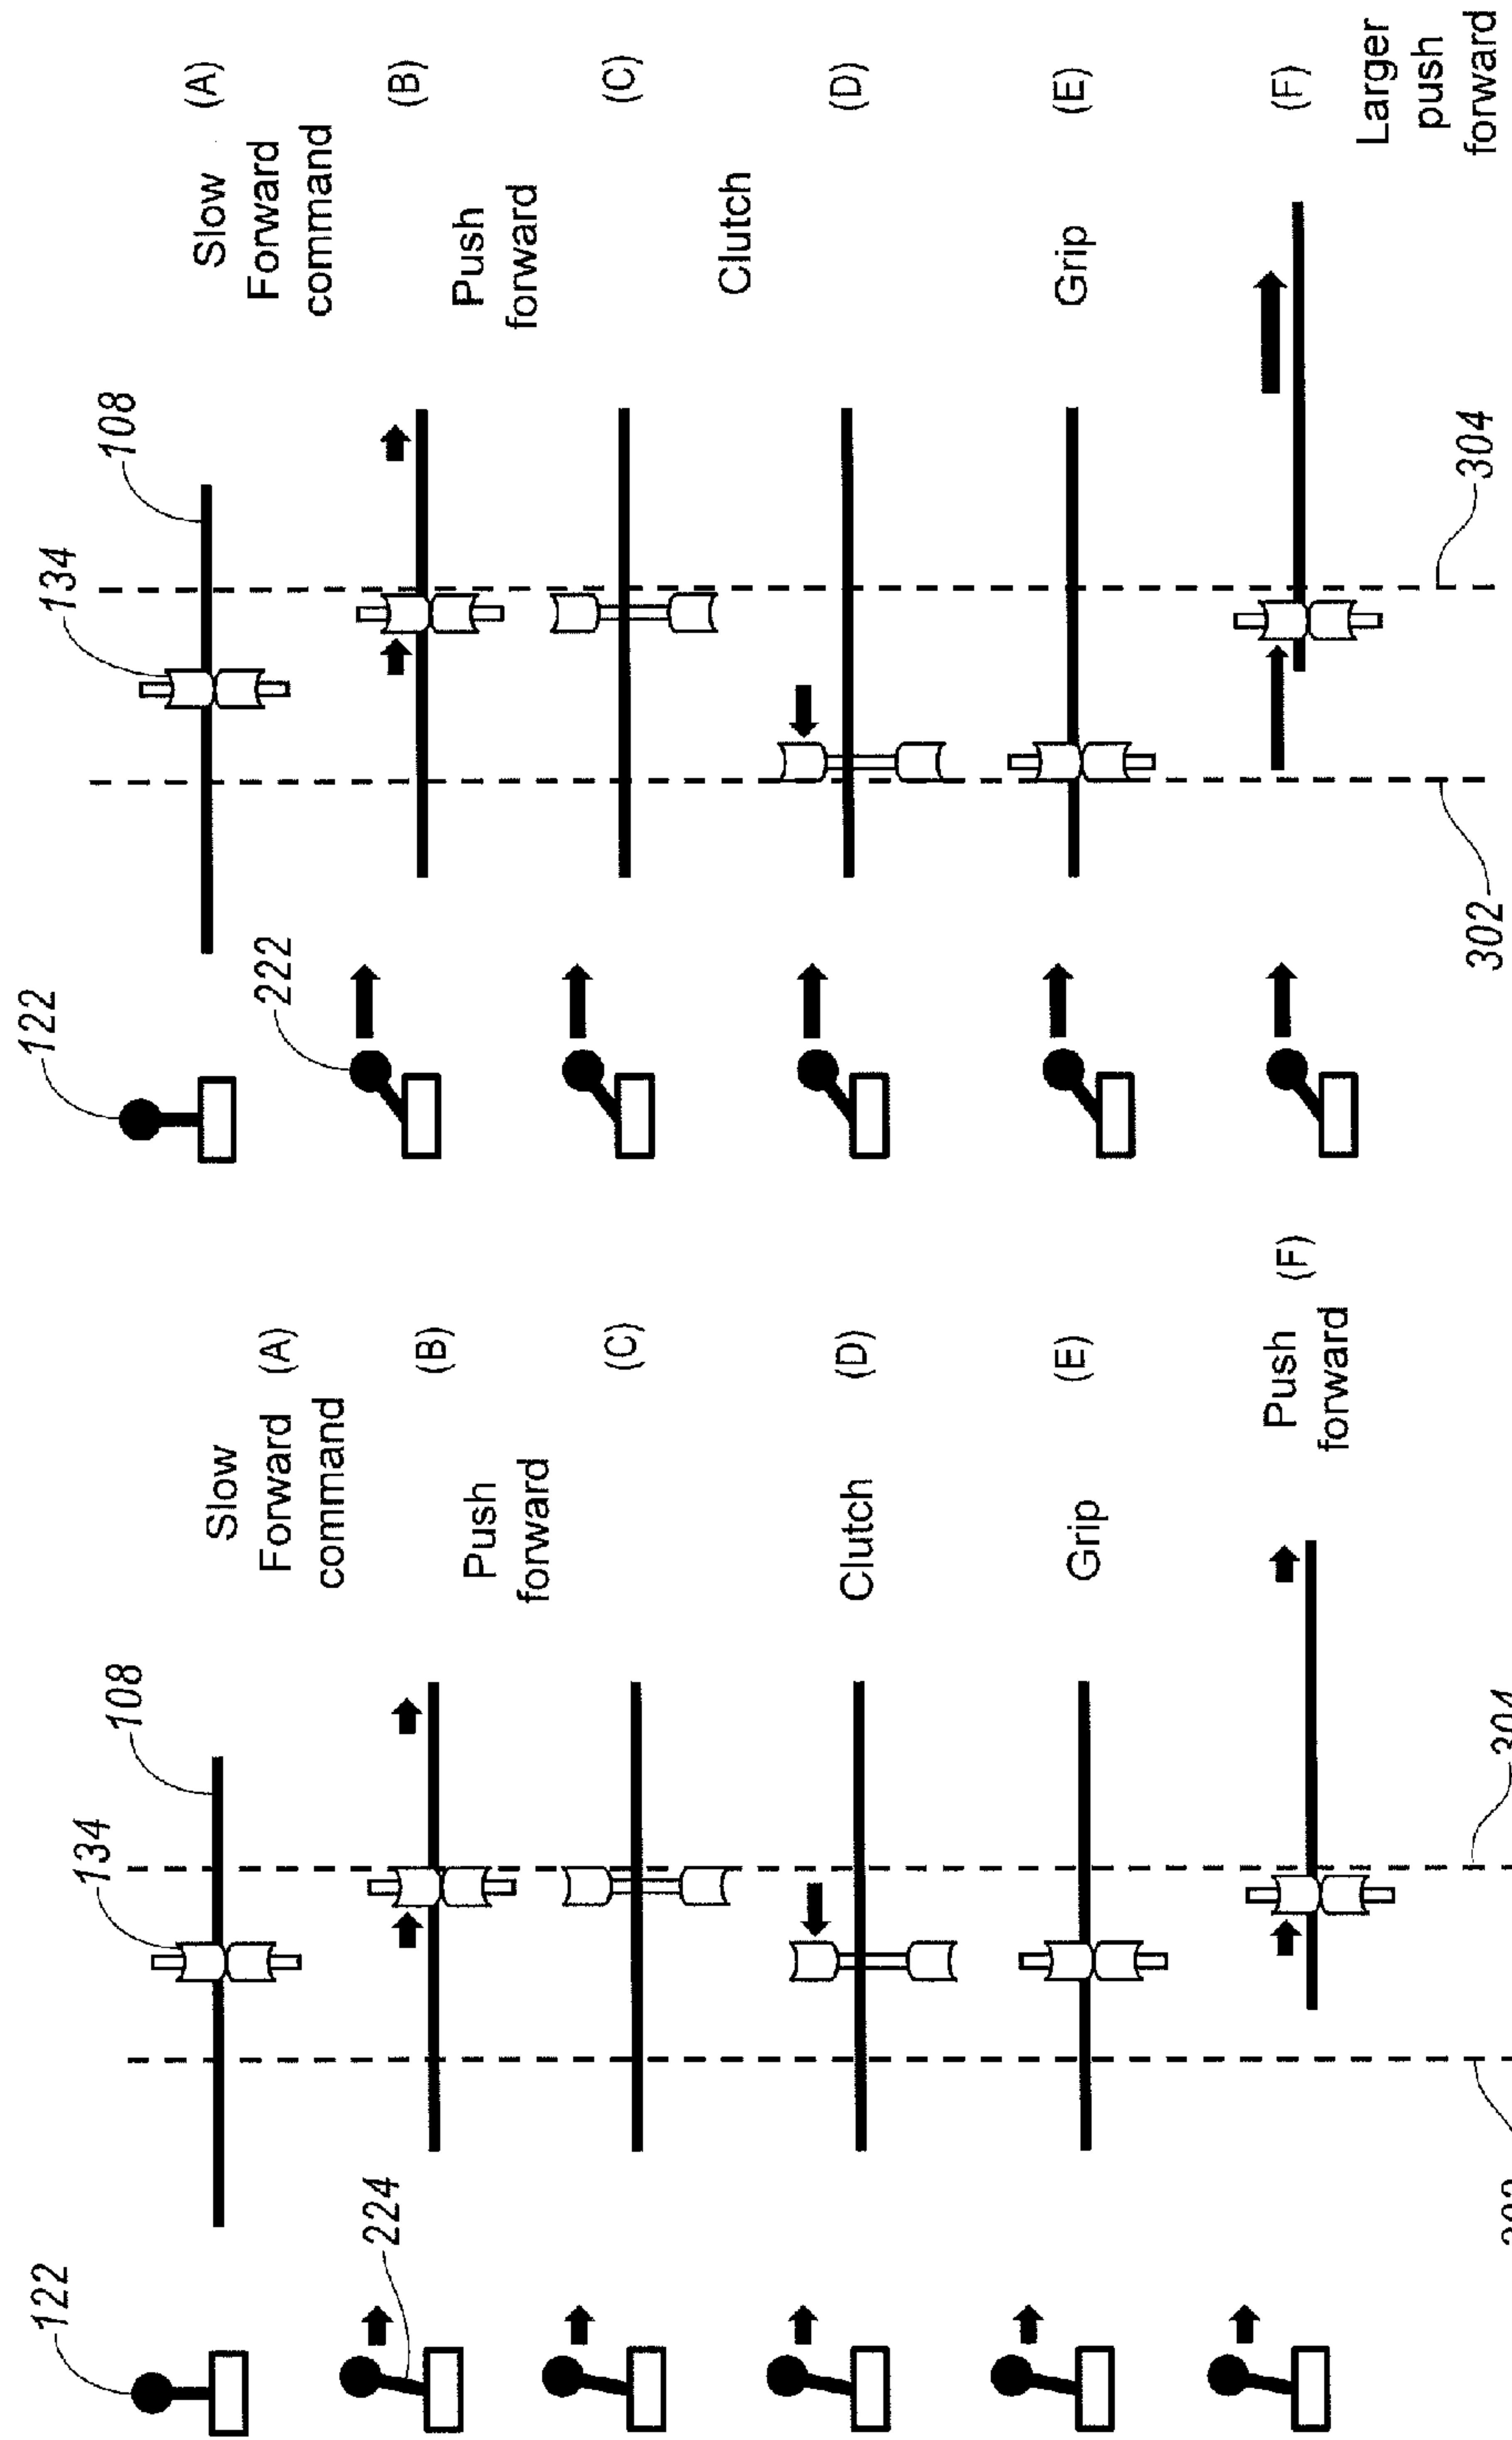 122
134
108
Slow
Forward (A)
command
224
(B)
Push
forward
(C)
Clutch (D)
Grip (E)
Push (F)
forward
304
122
134
108
Slow (A)
Forward
command
222
(B)
Push
forward
(C)
Clutch
(D)
Grip (E)
(F)
Larger
push
forward
302
304